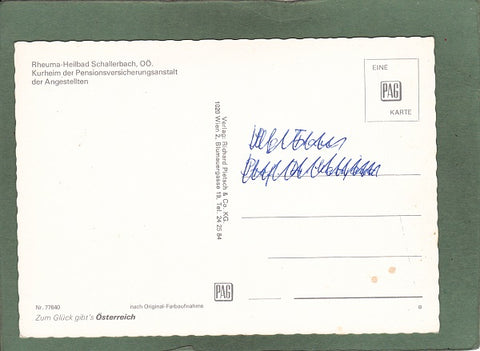 Rheuma-Heilbad Schallerbach, OÖ.
Kurheim der Pensionsversicherungsanstalt
der Angestellten
EINE
PAG
KARTE
Verlag: Richard Pietsch & Co. KG.
1020 Wien 2, Blumauergasse 19, Tel. 24 25 84
PAG
Nr. 77640
nach Original-Farbaufnahme
Zum Glück gibt's Österreich